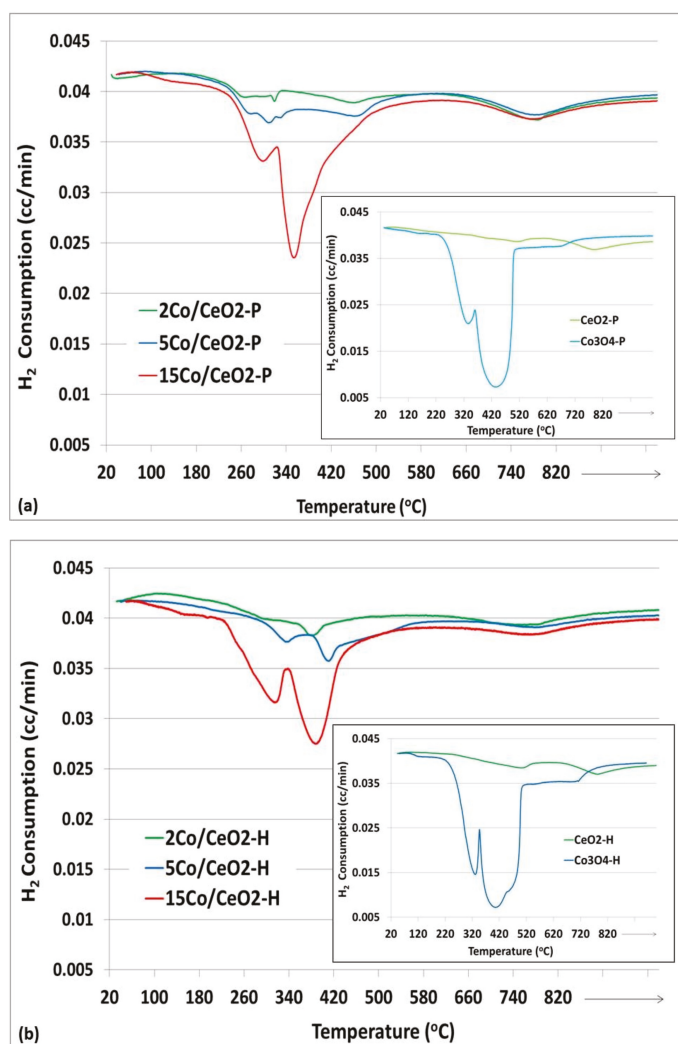 0.045
0.04
0.035
0.03
0.025
0.02
0.015
0.01
0.005
H2 Consumption (cc/min)
2Co/CeO2-P
5Co/CeO2-P
15Co/CeO2-P
20 100 180 260 340 420 500 580 660 740 820
Temperature (oC)
(a)
0.045
0.035
0.025
0.015
0.005
H2 Consumption (cc/min)
CeO2-P
Co3O4-P
20 120 220 320 420 520 620 720 820
Temperature (oC)
0.045
0.04
0.035
0.03
0.025
0.02
0.015
0.01
0.005
H2 Consumption (cc/min)
2Co/CeO2-H
5Co/CeO2-H
15Co/CeO2-H
20 100 180 260 340 420 500 580 660 740 820
Temperature (oC)
(b)
0.045
0.035
0.025
0.015
0.005
H2 Consumption (cc/min)
CeO2-H
Co3O4-H
20 120 220 320 420 520 620 720 820
Temperature (oC)